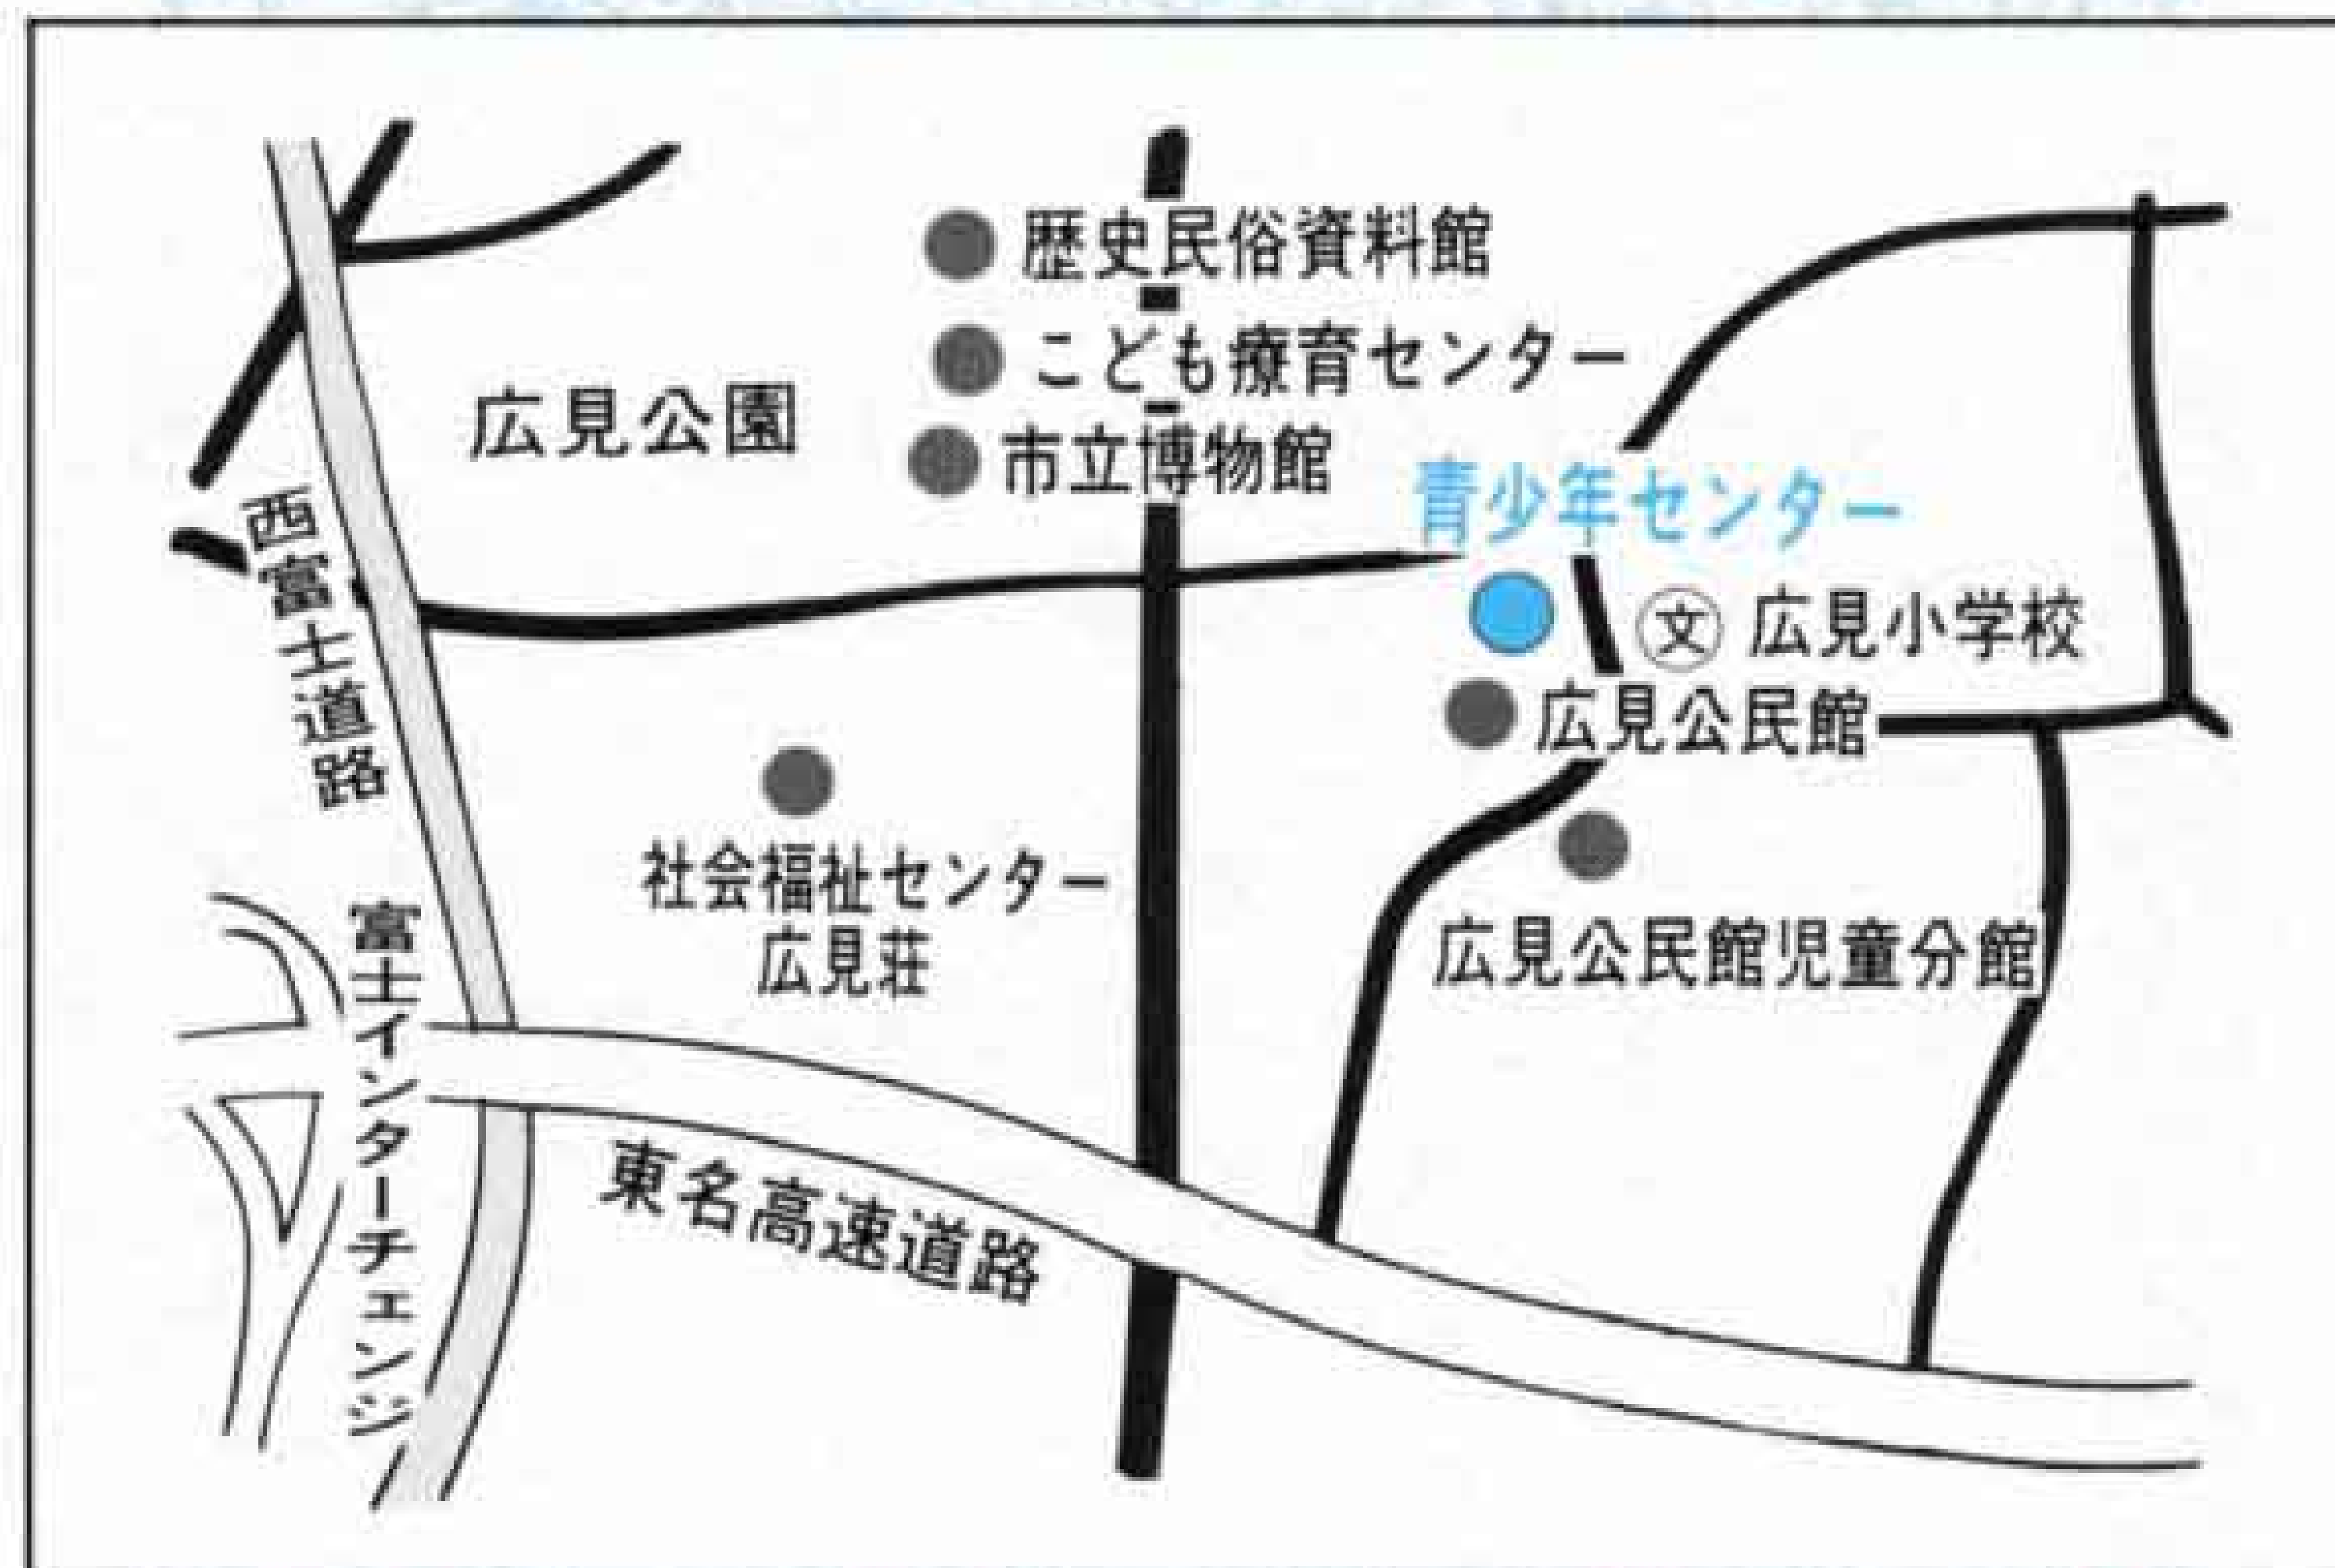 歴史民俗資料館
こども療育センター
広見公園
市立博物館
青少年センター
西富士道路
文 広見小学校
広見公民館
社会福祉センター
広見荘
広見公民館児童分館
富士インターチェンジ
東名高速道路